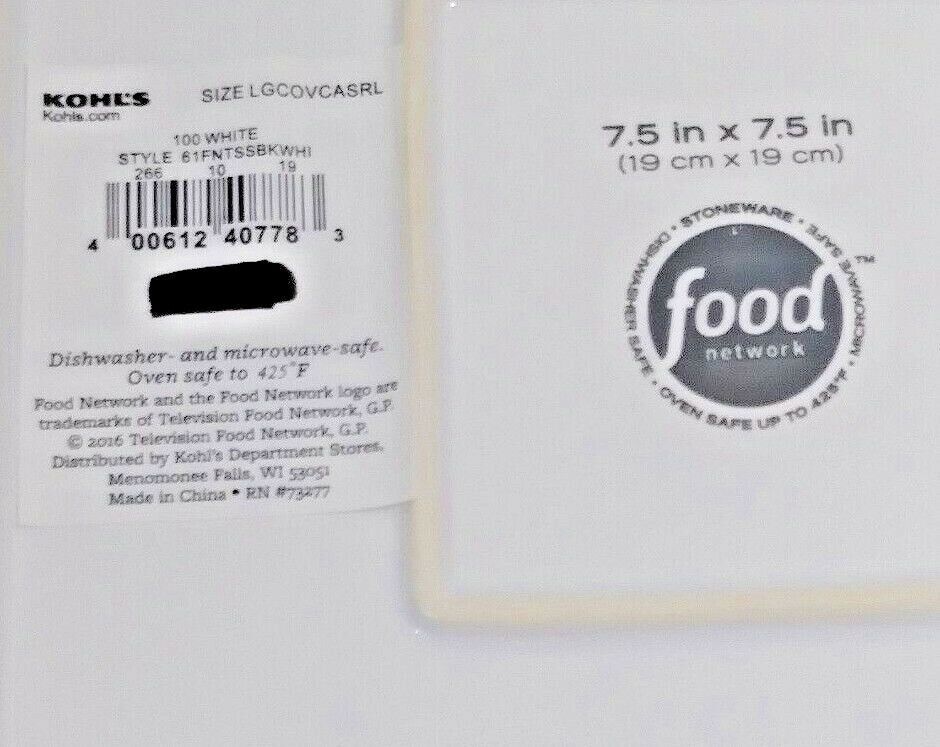 KOHL'S
Kohls.com
SIZE LGCOVCASRL
100 WHITE
STYLE 61FNTSSBKWHI
266 10 19
4 00612 40778 3
Dishwasher- and microwave-safe.
Oven safe to 425°F
Food Network and the Food Network logo are
trademarks of Television Food Network, G.P.
© 2016 Television Food Network, G.P.
Distributed by Kohl's Department Stores,
Menomonee Falls, WI 53051
Made in China • RN #73277
7.5 in x 7.5 in
(19 cm x 19 cm)
DISHWASHER SAFE • STONEWARE • MICROWAVE SAFE • OVEN SAFE UP TO 425°F •
food
network
™